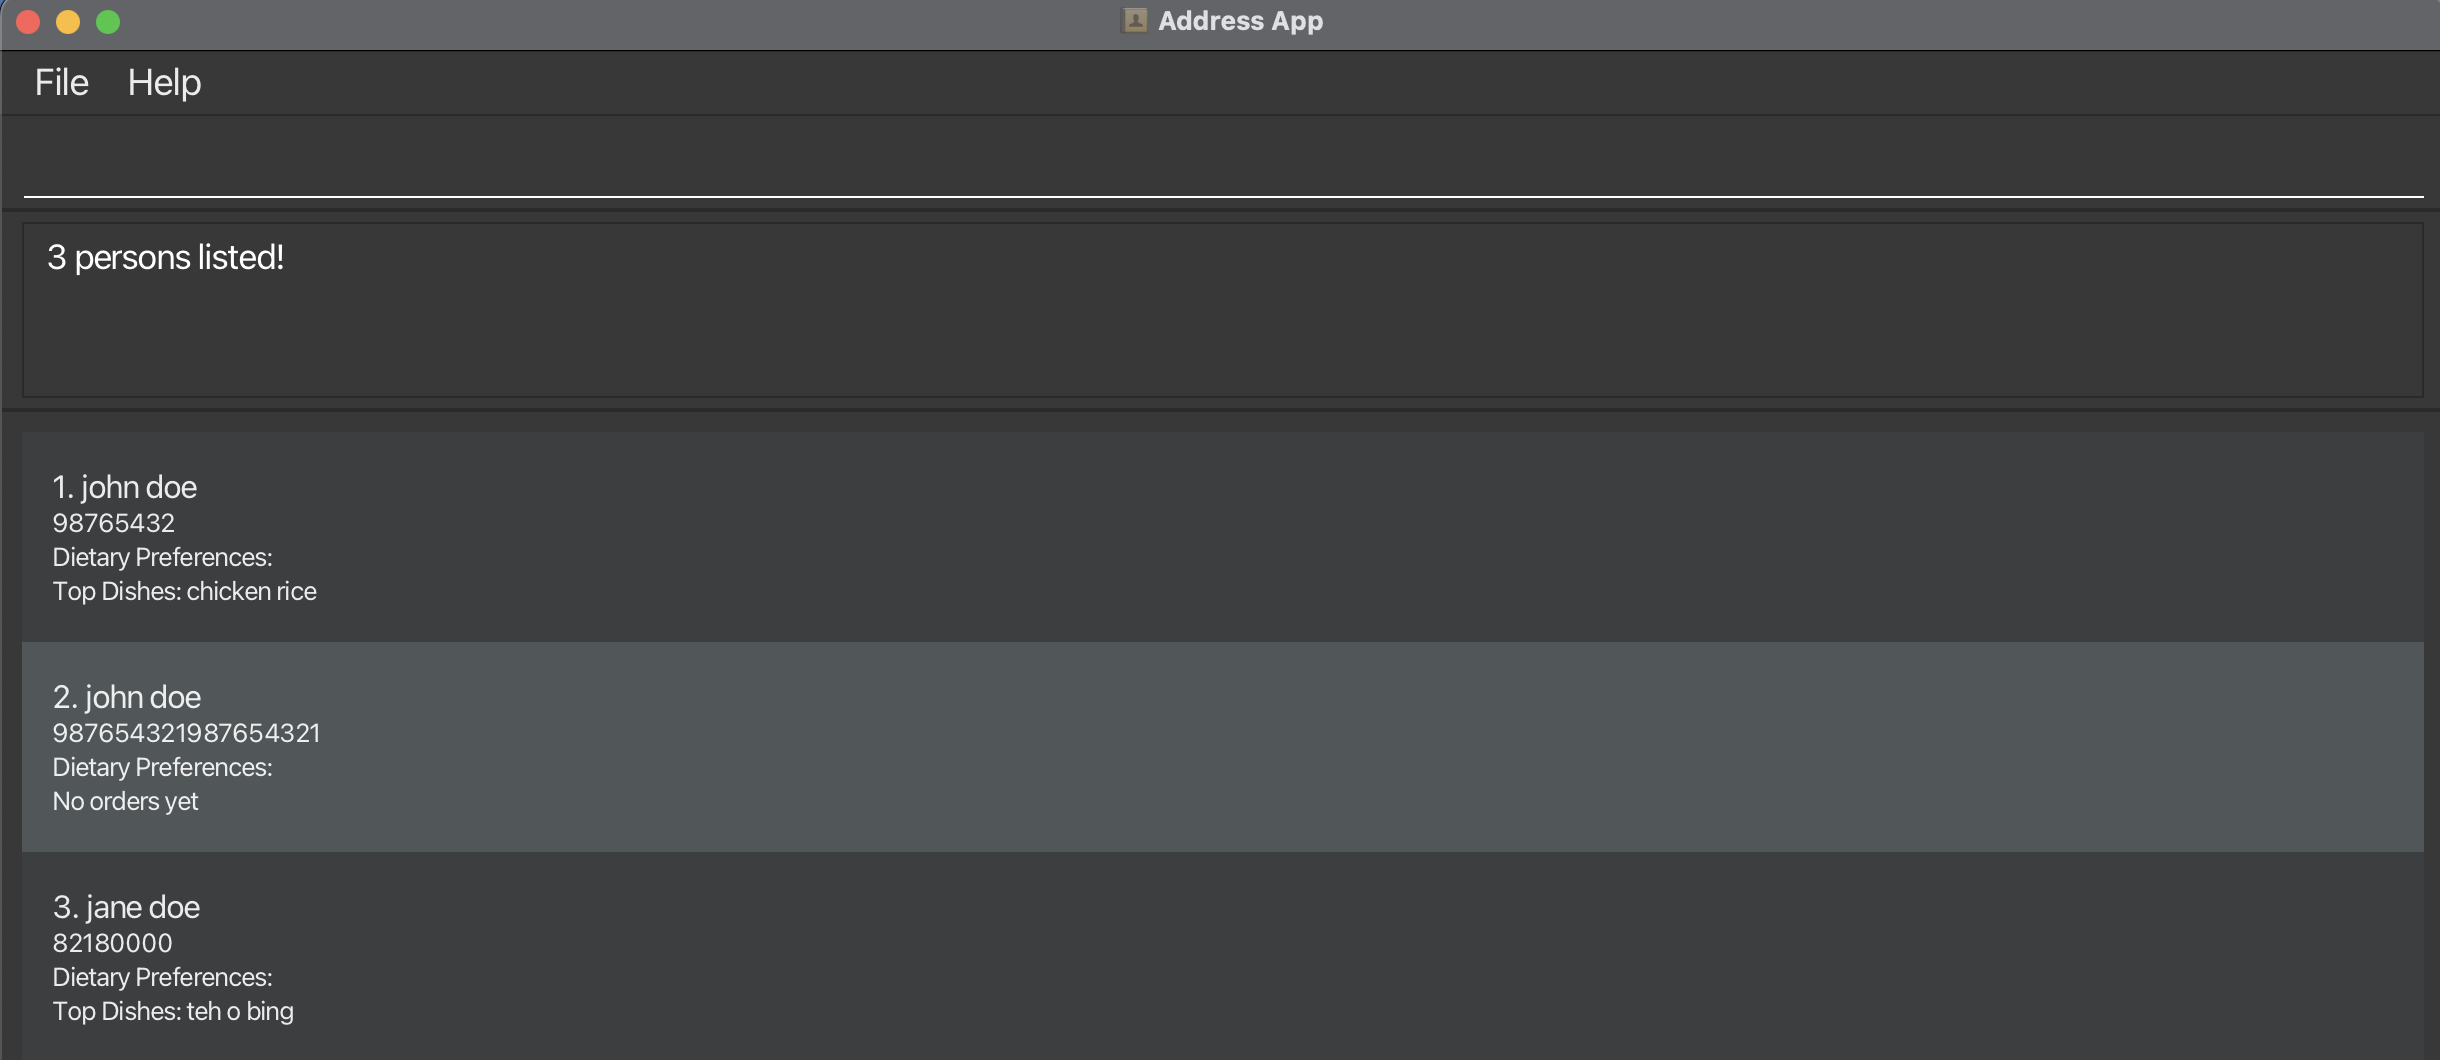 Address App
File Help
3 persons listed!
1. john doe
98765432
Dietary Preferences:
Top Dishes: chicken rice
2. john doe
987654321987654321
Dietary Preferences:
No orders yet
3. jane doe
82180000
Dietary Preferences:
Top Dishes: teh o bing